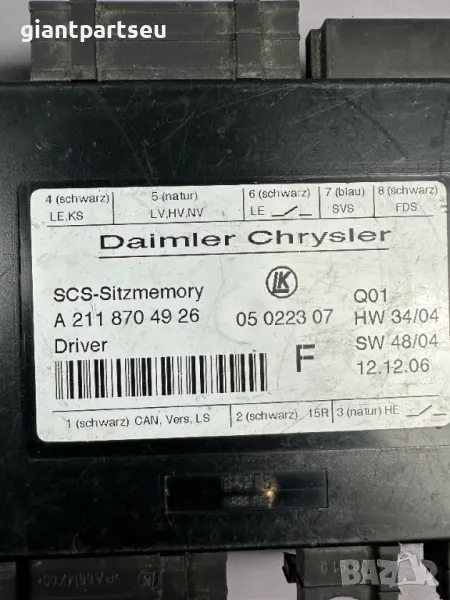 giantpartseu
4 (schwarz) 5 (natur) 6 (schwarz) 7 (blau) 8 (schwarz)
LE,KS LV,HV,NV LE SVS FDS
Daimler Chrysler
SCS-Sitzmemory LK Q01
A 211 870 49 26 05 0223 07 HW 34/04
Driver F SW 48/04
12.12.06
1 (schwarz) CAN, Vers, LS 2 (schwarz) 15R 3 (natur) HE
bazar